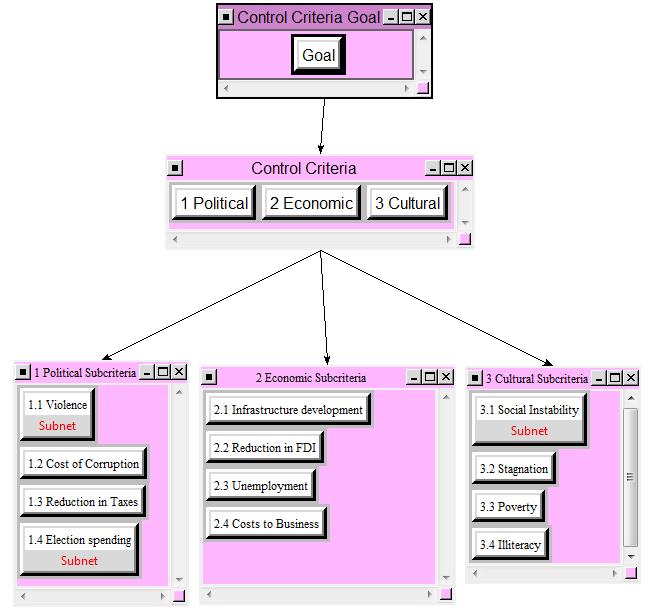 Control Criteria Goal
Goal
Control Criteria
1 Political
2 Economic
3 Cultural
1 Political Subcriteria
1.1 Violence
Subnet
1.2 Cost of Corruption
1.3 Reduction in Taxes
1.4 Election spending
Subnet
2 Economic Subcriteria
2.1 Infrastructure development
2.2 Reduction in FDI
2.3 Unemployment
2.4 Costs to Business
3 Cultural Subcriteria
3.1 Social Instability
Subnet
3.2 Stagnation
3.3 Poverty
3.4 Illiteracy